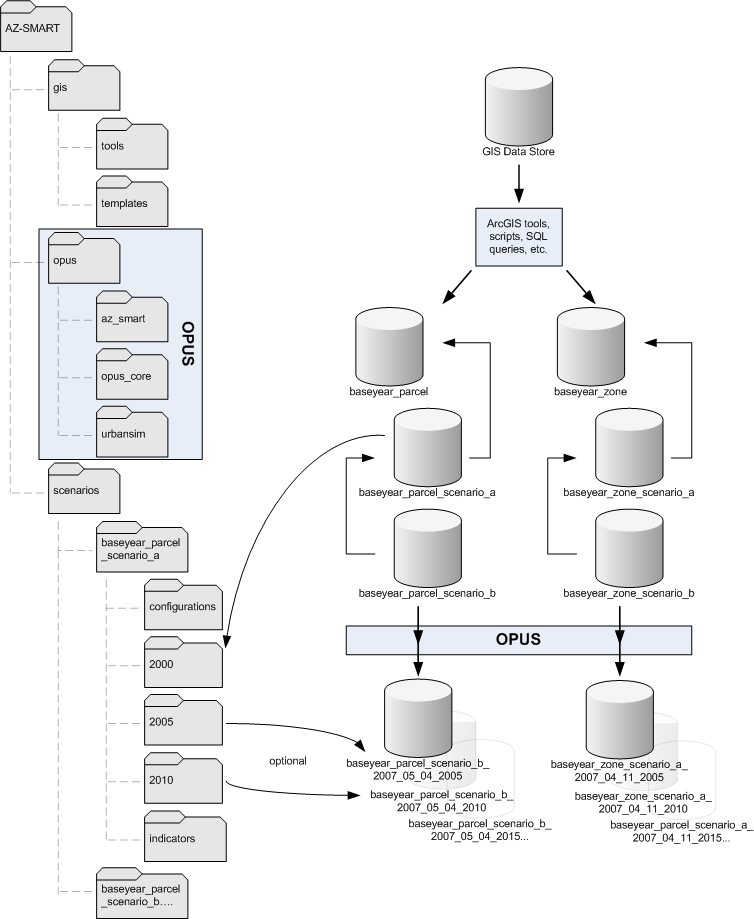 AZ-SMART
gis
tools
templates
opus
az_smart
opus_core
urbansim
OPUS
scenarios
baseyear_parcel
_scenario_a
configurations
2000
2005
2010
indicators
baseyear_parcel
_scenario_b....
optional
GIS Data Store
ArcGIS tools,
scripts, SQL
queries, etc.
baseyear_parcel
baseyear_zone
baseyear_parcel_scenario_a
baseyear_zone_scenario_a
baseyear_parcel_scenario_b
baseyear_zone_scenario_b
OPUS
baseyear_parcel_scenario_b_
2007_05_04_2005
baseyear_parcel_scenario_b_
2007_05_04_2010
baseyear_parcel_scenario_b_
2007_05_04_2015...
baseyear_zone_scenario_a_
2007_04_11_2005
baseyear_zone_scenario_a_
2007_04_11_2010
baseyear_parcel_scenario_a_
2007_04_11_2015...